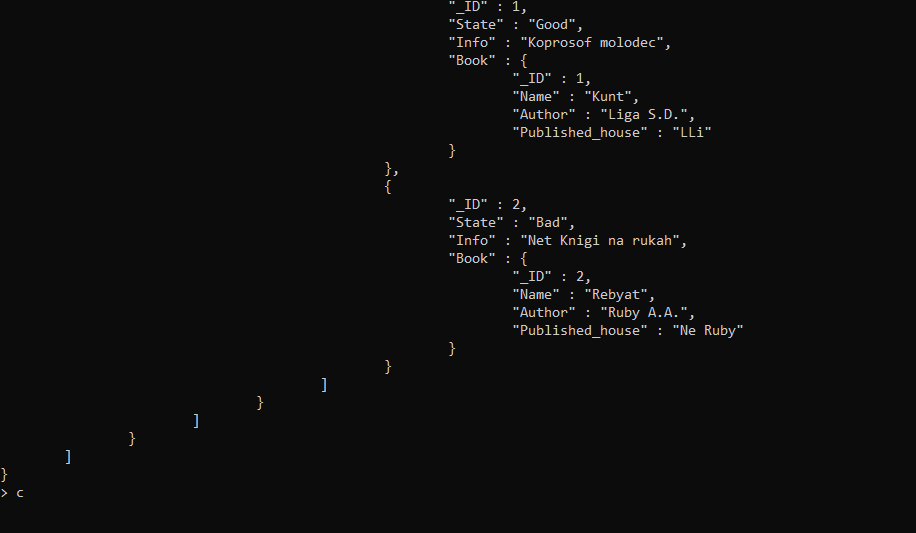 "_ID" : 1,
"State" : "Good",
"Info" : "Koprosof molodec",
"Book" : {
"_ID" : 1,
"Name" : "Kunt",
"Author" : "Liga S.D.",
"Published_house" : "LLi"
}
},
{
"_ID" : 2,
"State" : "Bad",
"Info" : "Net Knigi na rukah",
"Book" : {
"_ID" : 2,
"Name" : "Rebyat",
"Author" : "Ruby A.A.",
"Published_house" : "Ne Ruby"
}
}
]
}
]
}
]
}
> c